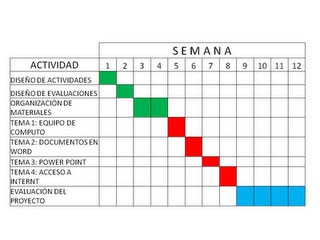 SEMANA
ACTIVIDAD 1 2 3 4 5 6 7 8 9 10 11 12
DISEÑO DE ACTIVIDADES
DISEÑO DE EVALUACIONES
ORGANIZACIÓN DE
MATERIALES
TEMA 1: EQUIPO DE
COMPUTO
TEMA 2: DOCUMENTOS EN
WORD
TEMA 3: POWER POINT
TEMA 4: ACCESO A
INTERNT
EVALUACIÓN DEL
PROYECTO